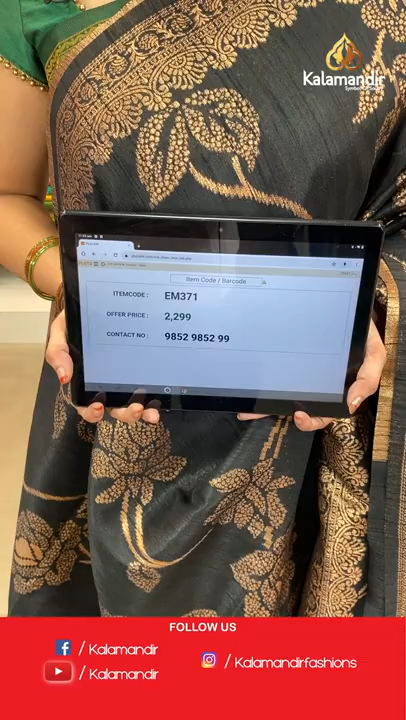 Kalamandir
Item Code / Barcode
ITEMCODE : EM371
OFFER PRICE : 2,299
CONTACT NO : 9852 9852 99
FOLLOW US
/ Kalamandir
/ Kalamandir
/ Kalamandirfashions